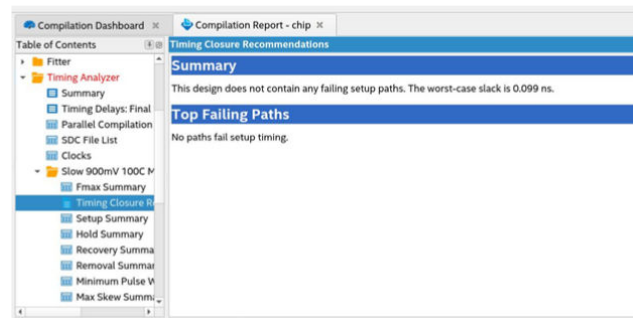 Compilation Dashboard
Compilation Report - chip
Table of Contents
Timing Closure Recommendations
Fitter
Timing Analyzer
Summary
Timing Delays: Final
Parallel Compilation
SDC File List
Clocks
Slow 900mV 100C M
Fmax Summary
Timing Closure R
Setup Summary
Hold Summary
Recovery Summa
Removal Summar
Minimum Pulse W
Max Skew Summa
Summary
This design does not contain any failing setup paths. The worst-case slack is 0.099 ns.
Top Failing Paths
No paths fail setup timing.